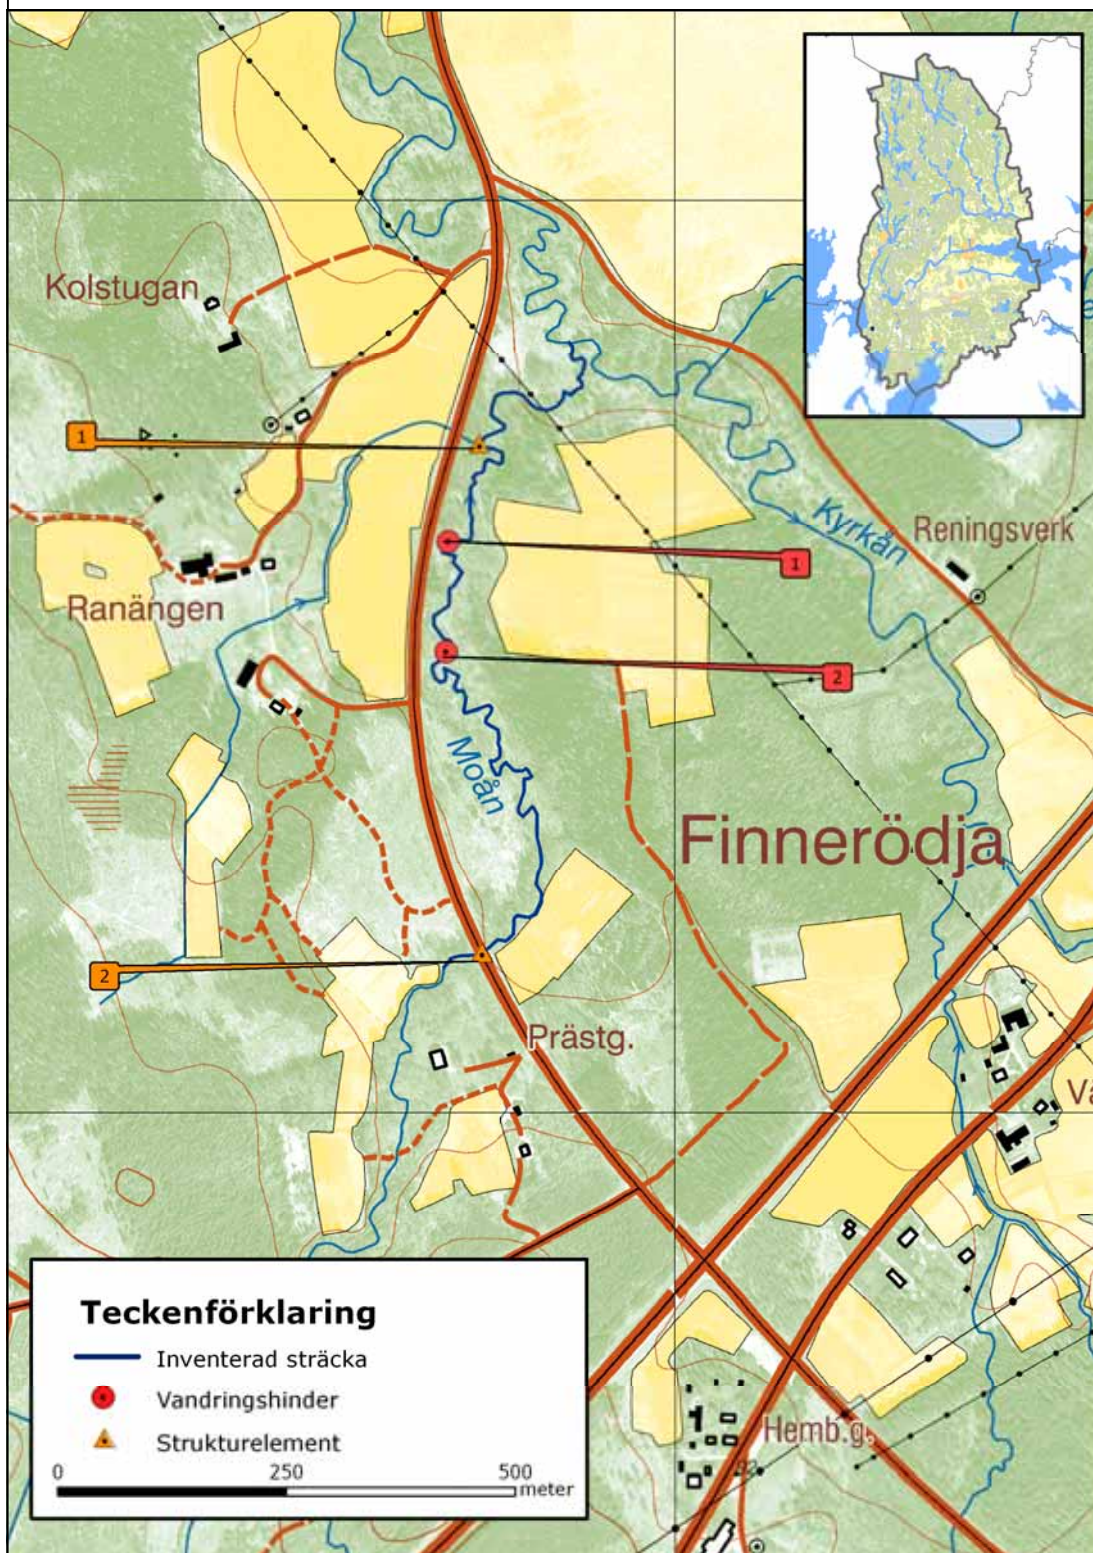 Kolstugan
1
Kyrkån
Reningsverk
1
Ranängen
2
Moån
Finnerödja
2
Prästg.
Teckenförklaring
Inventerad sträcka
Vandringshinder
Strukturelement
0 250 500
meter
Hemb.g.